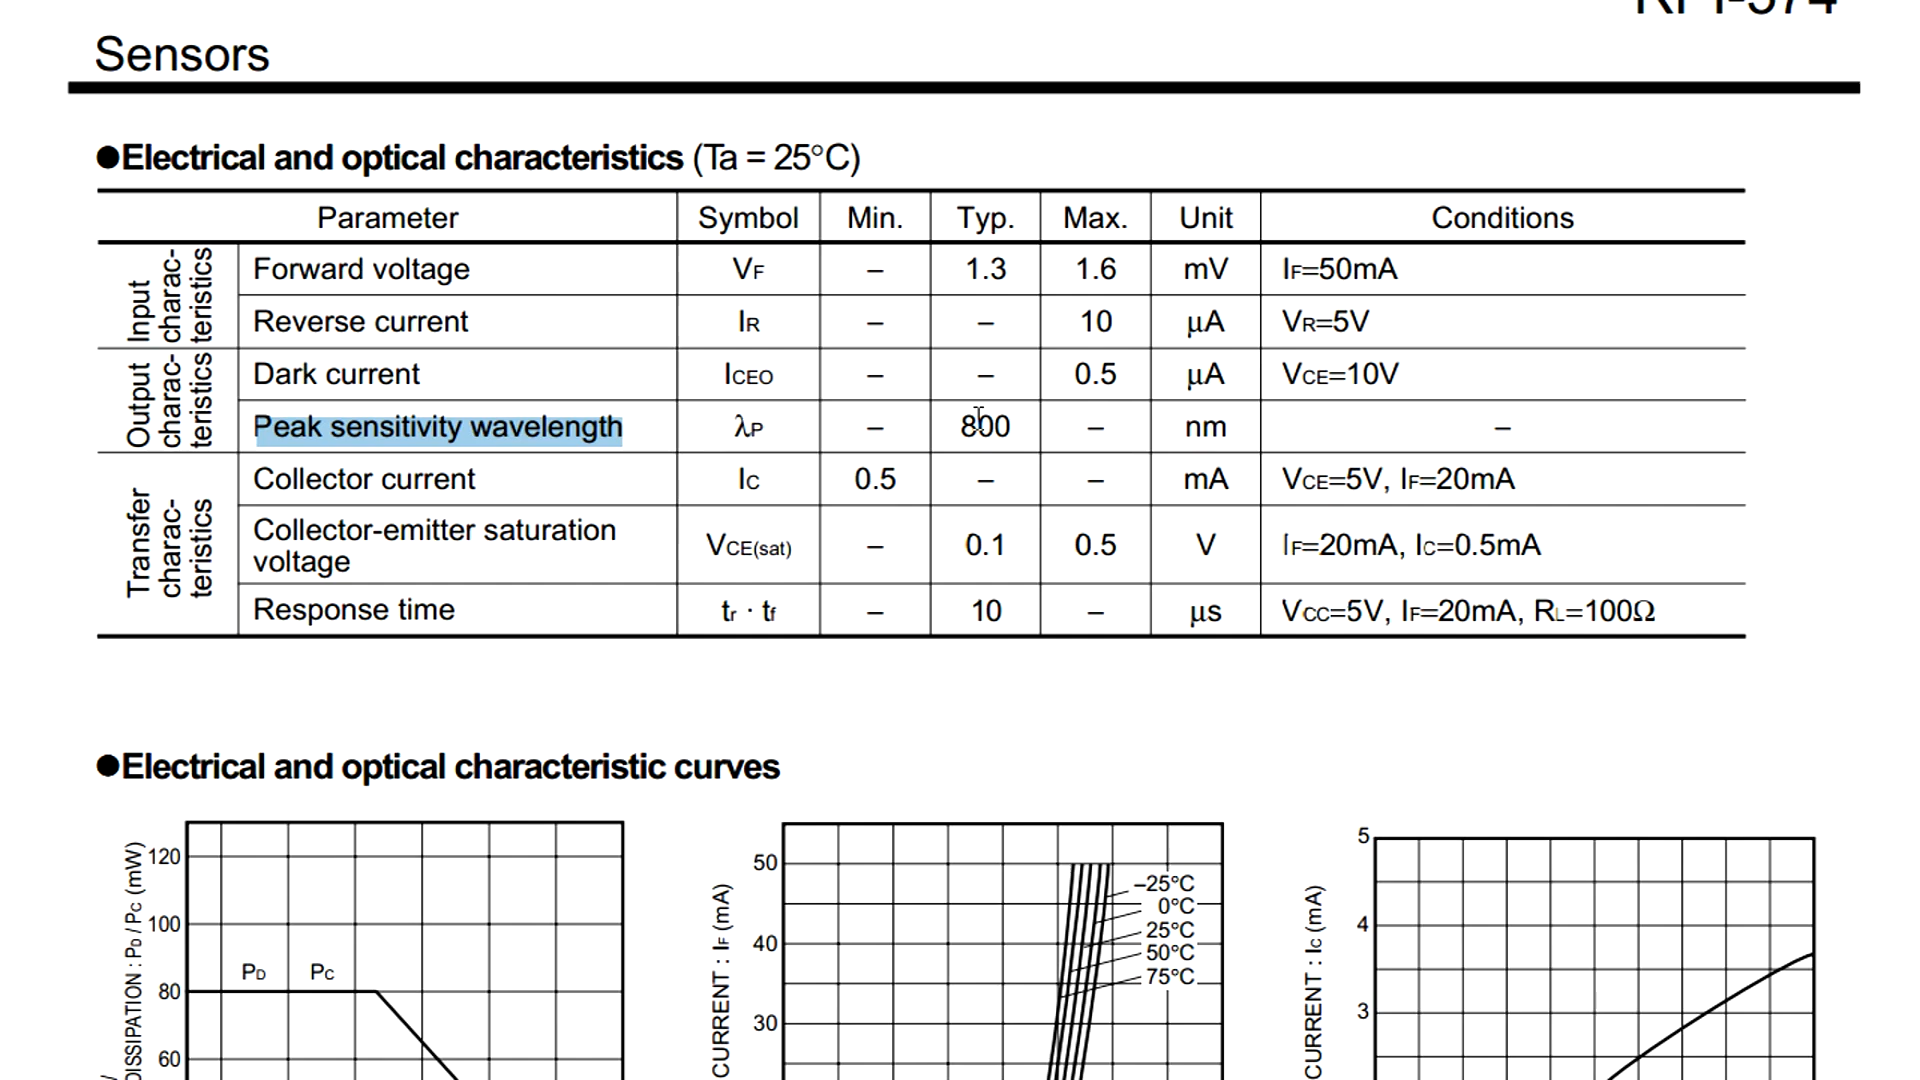 RPI-574
Sensors
●Electrical and optical characteristics (Ta = 25°C)
Parameter Symbol Min. Typ. Max. Unit Conditions
Input
charac-
teristics
Forward voltage VF – 1.3 1.6 mV IF=50mA
Reverse current IR – – 10 μA VR=5V
Output
charac-
teristics
Dark current ICEO – – 0.5 μA VCE=10V
Peak sensitivity wavelength λP – 800 – nm –
Transfer
charac-
teristics
Collector current IC 0.5 – – mA VCE=5V, IF=20mA
Collector-emitter saturation
voltage VCE(sat) – 0.1 0.5 V IF=20mA, IC=0.5mA
Response time tr · tf – 10 – μs VCC=5V, IF=20mA, RL=100Ω
●Electrical and optical characteristic curves
DISSIPATION : PD / PC (mW)
120
100
80
60
PD PC
CURRENT : IF (mA)
50
40
30
–25°C
0°C
25°C
50°C
75°C
CURRENT : IC (mA)
5
4
3